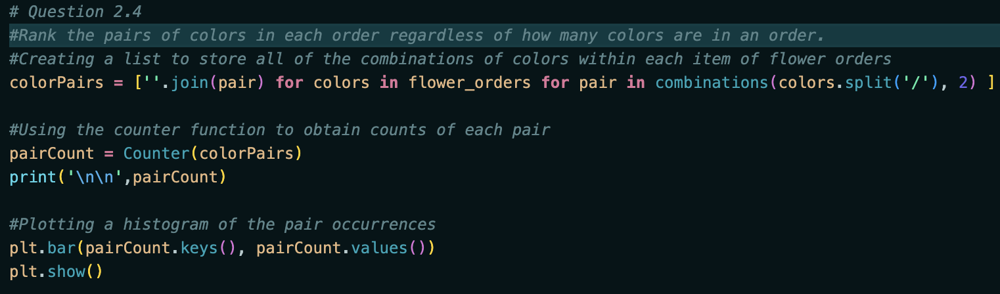 # Question 2.4
#Rank the pairs of colors in each order regardless of how many colors are in an order.
#Creating a list to store all of the combinations of colors within each item of flower orders
colorPairs = [''.join(pair) for colors in flower_orders for pair in combinations(colors.split('/'), 2) ]
#Using the counter function to obtain counts of each pair
pairCount = Counter(colorPairs)
print('\n\n',pairCount)
#Plotting a histogram of the pair occurrences
plt.bar(pairCount.keys(), pairCount.values())
plt.show()